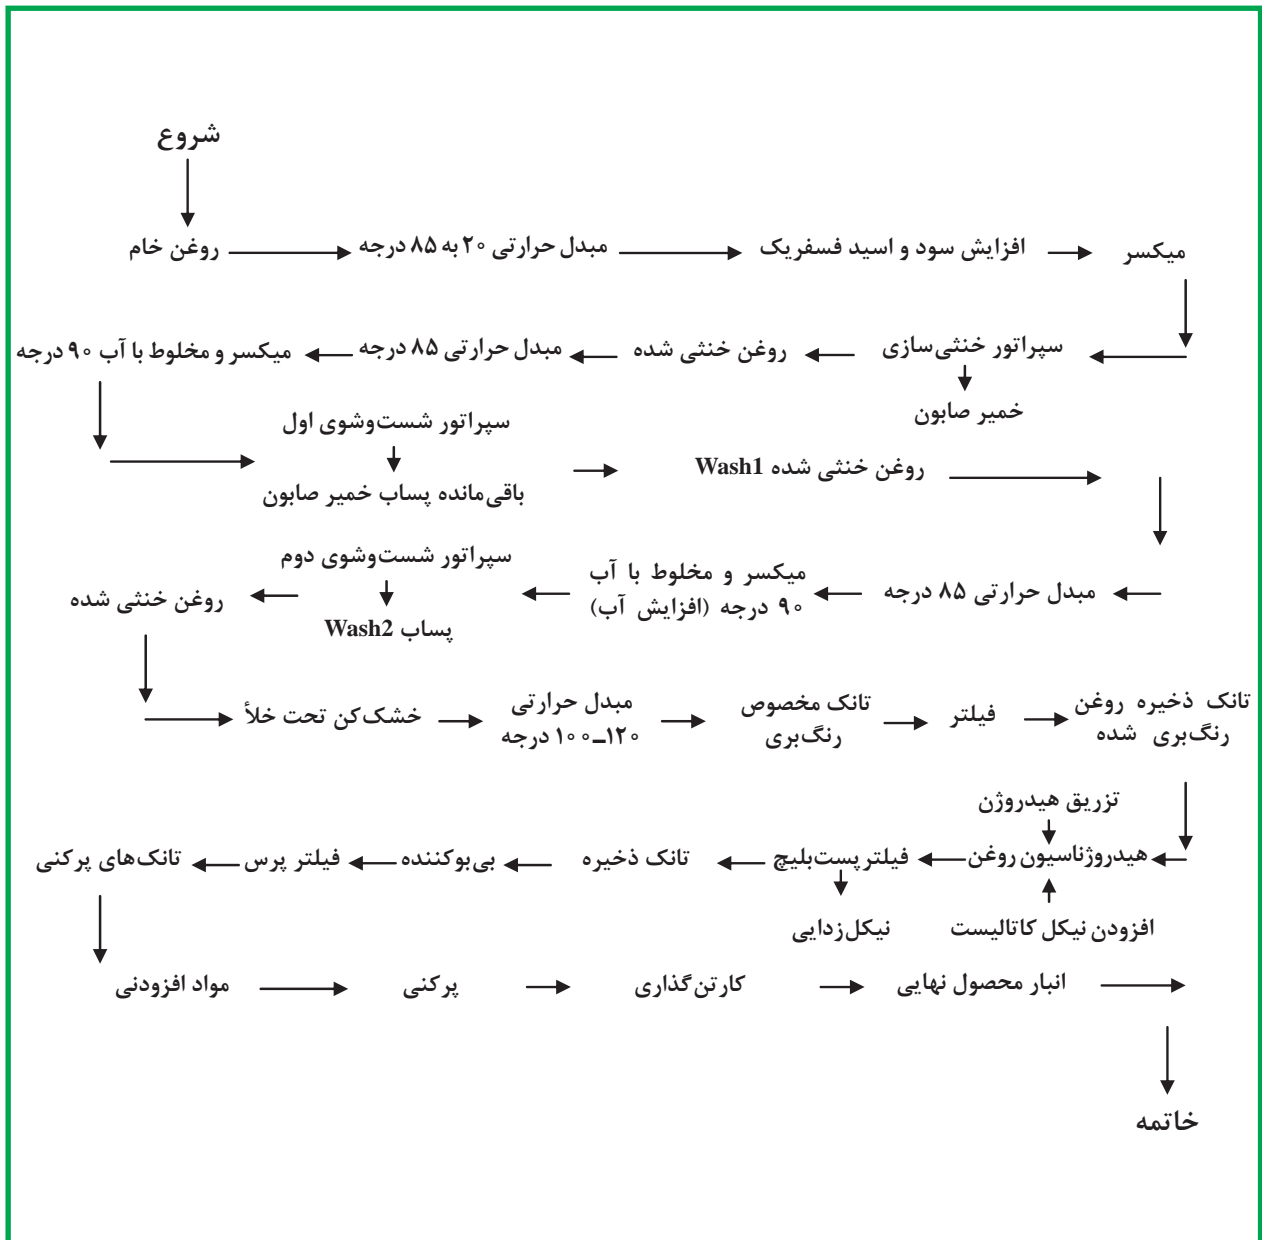 شروع
روغن خام
مبدل حرارتی ۲۰ به ۸۵ درجه
افزایش سود و اسید فسفریک
میکسر
سپراتور خنثی‌سازی
خمیر صابون
روغن خنثی شده
مبدل حرارتی ۸۵ درجه
میکسر و مخلوط با آب ۹۰ درجه
سپراتور شست‌وشوی اول
باقی‌مانده پساب خمیر صابون
روغن خنثی شده Wash1
مبدل حرارتی ۸۵ درجه
میکسر و مخلوط با آب
۹۰ درجه (افزایش آب)
سپراتور شست‌وشوی دوم
پساب Wash2
روغن خنثی شده
خشک‌کن تحت خلأ
مبدل حرارتی
۱۲۰ـ۱۰۰ درجه
تانک مخصوص
رنگ‌بری
فیلتر
تانک ذخیره روغن
رنگ‌بری شده
تزریق هیدروژن
هیدروژناسیون روغن
افزودن نیکل کاتالیست
فیلتر پست‌بلیچ
نیکل‌زدایی
تانک ذخیره
بی‌بوکننده
فیلتر پرس
تانک‌های پرکنی
مواد افزودنی
پرکنی
کارتن‌گذاری
انبار محصول نهایی
خاتمه